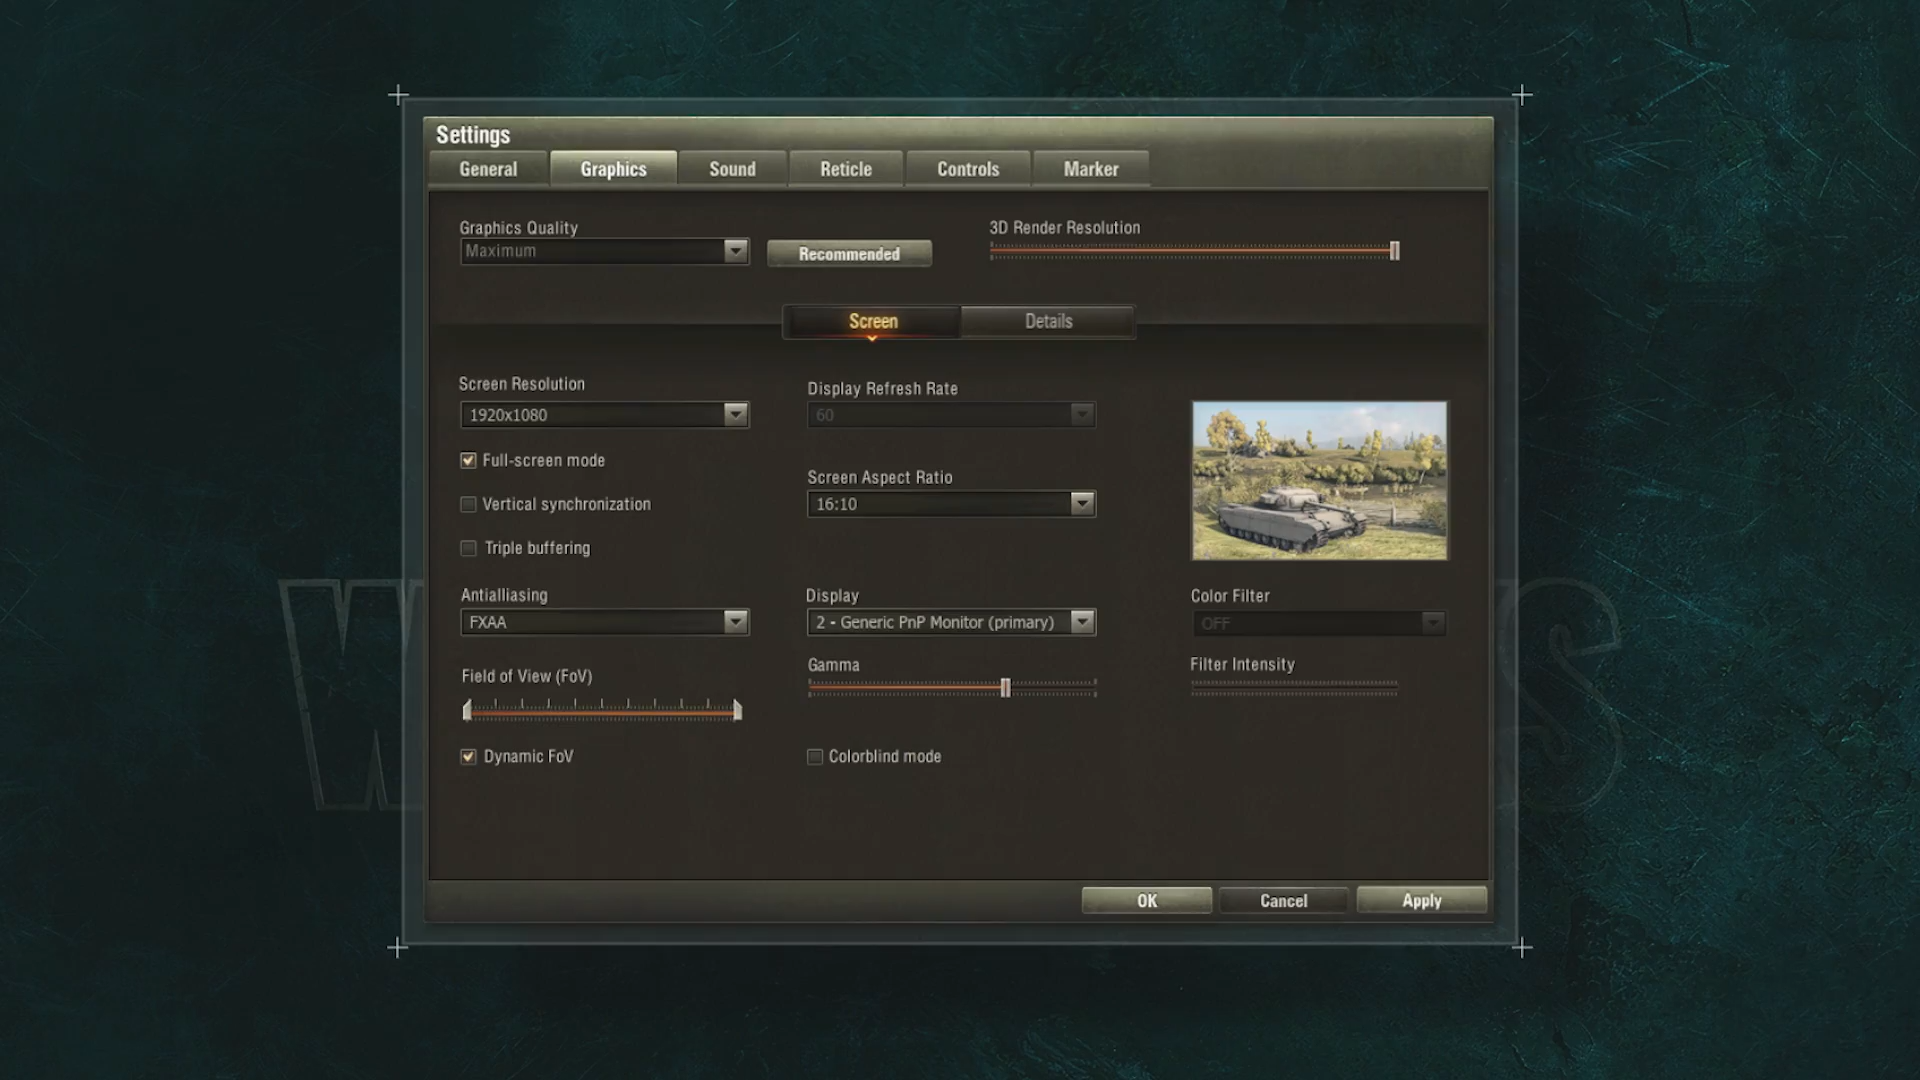 Settings
General
Graphics
Sound
Reticle
Controls
Marker
Graphics Quality
Maximum
Recommended
3D Render Resolution
Screen
Details
Screen Resolution
1920x1080
Full-screen mode
Vertical synchronization
Triple buffering
Antialliasing
FXAA
Field of View (FoV)
Dynamic FoV
Display Refresh Rate
60
Screen Aspect Ratio
16:10
Display
2 - Generic PnP Monitor (primary)
Gamma
Colorblind mode
Color Filter
OFF
Filter Intensity
OK
Cancel
Apply